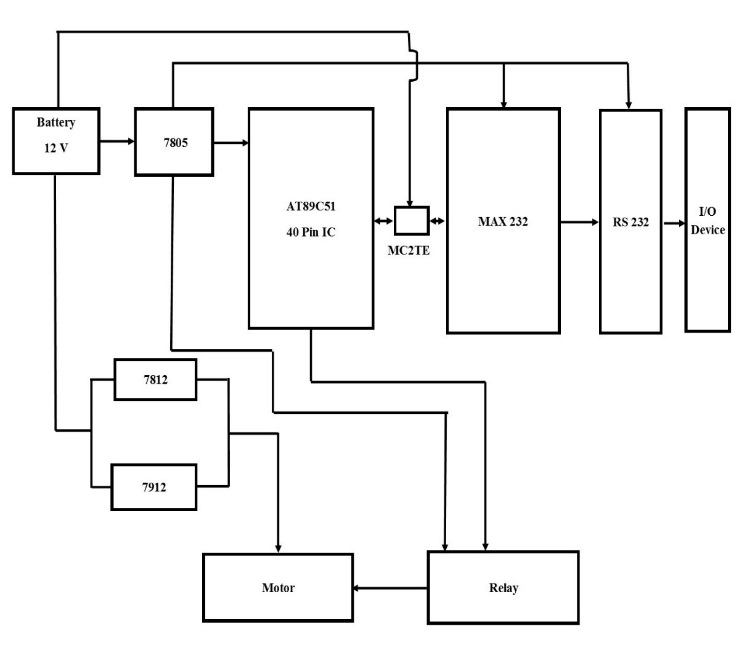 Battery
12 V
7805
AT89C51
40 Pin IC
MC2TE
MAX 232
RS 232
I/O
Device
7812
7912
Motor
Relay